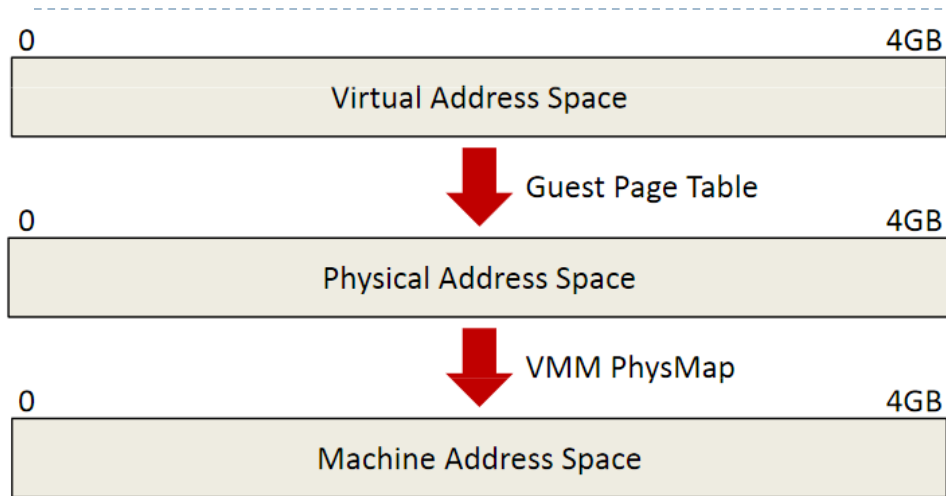 0 4GB
Virtual Address Space
Guest Page Table
0 4GB
Physical Address Space
VMM PhysMap
0 4GB
Machine Address Space